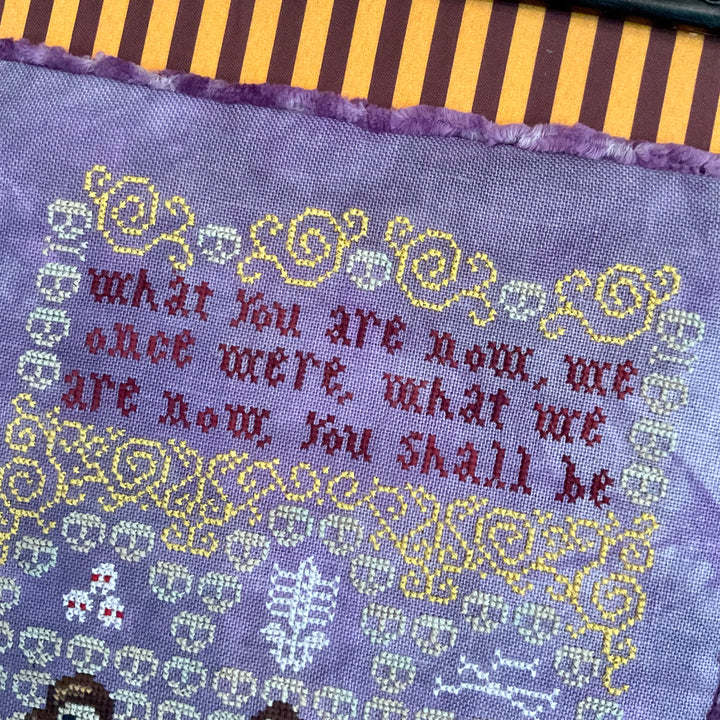 What you are now, we
once were, what we
are now, you shall be